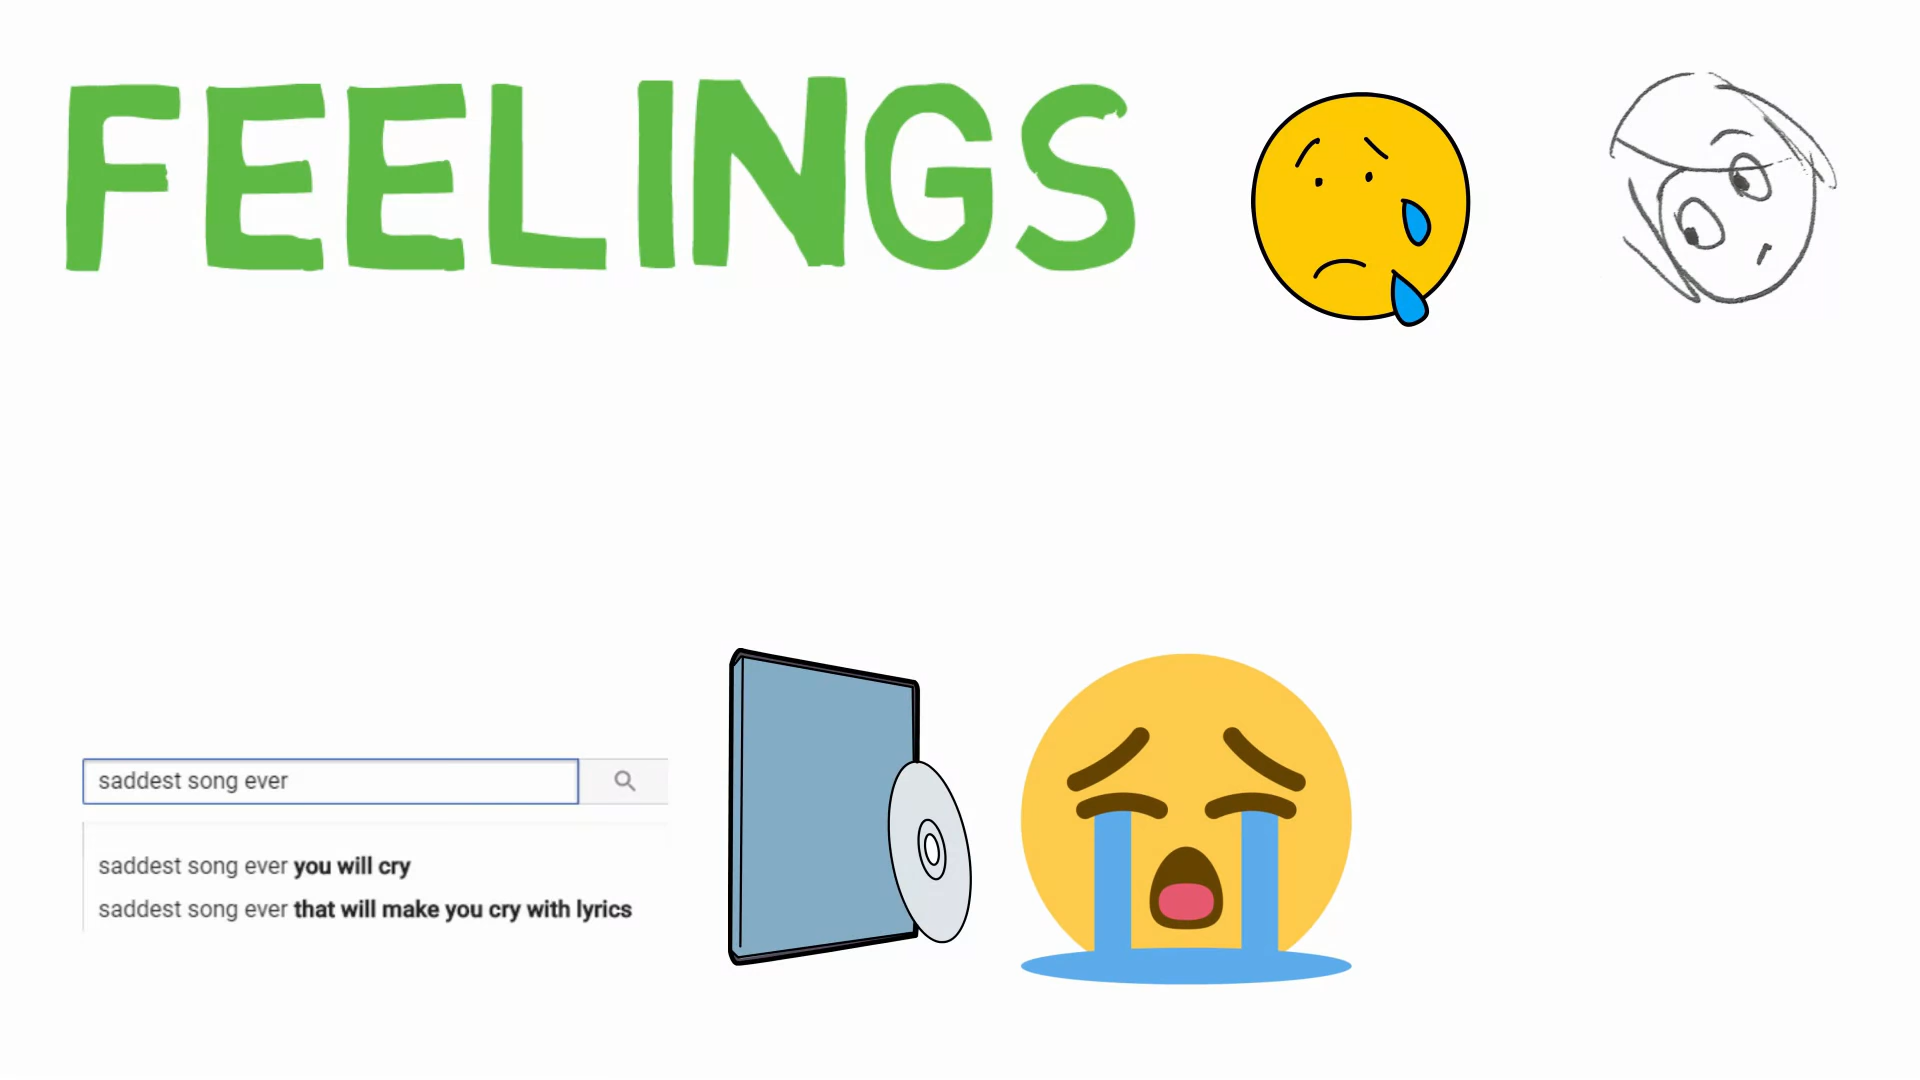 FEELINGS
saddest song ever
saddest song ever you will cry
saddest song ever that will make you cry with lyrics